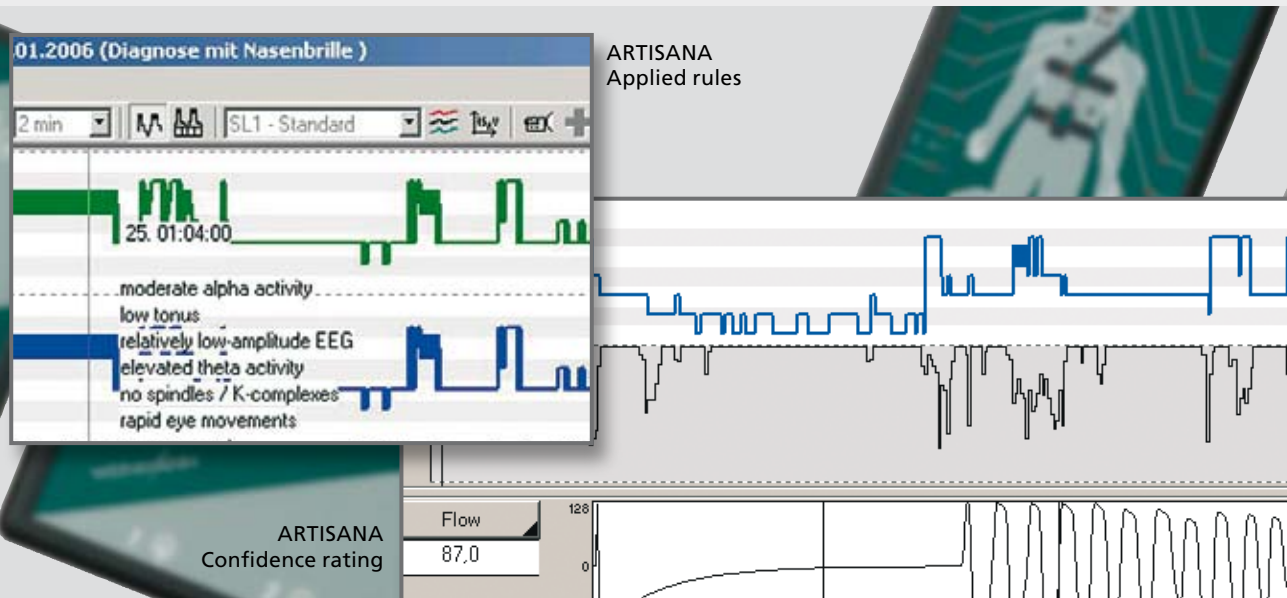 .01.2006 (Diagnose mit Nasenbrille )
2 min
SL1 - Standard
25. 01:04:00
moderate alpha activity
low tonus
relatively low-amplitude EEG
elevated theta activity
no spindles / K-complexes
rapid eye movements
ARTISANA
Applied rules
ARTISANA
Confidence rating
Flow
87,0
128
0